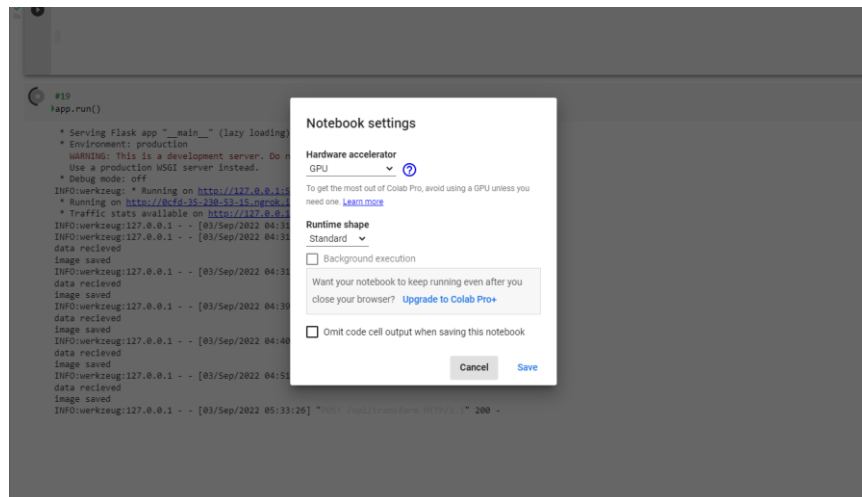 #19
app.run()
* Serving Flask app "__main__" (lazy loading)
* Environment: production
WARNING: This is a development server. Do n
Use a production WSGI server instead.
* Debug mode: off
INFO:werkzeug: * Running on http://127.0.0.1:5
* Running on http://0cfd-35-230-53-15.ngrok.i
* Traffic stats available on http://127.0.0.1
INFO:werkzeug:127.0.0.1 - - [03/Sep/2022 04:31
INFO:werkzeug:127.0.0.1 - - [03/Sep/2022 04:31
data recieved
image saved
INFO:werkzeug:127.0.0.1 - - [03/Sep/2022 04:31
data recieved
image saved
INFO:werkzeug:127.0.0.1 - - [03/Sep/2022 04:39
data recieved
image saved
INFO:werkzeug:127.0.0.1 - - [03/Sep/2022 04:40
data recieved
image saved
INFO:werkzeug:127.0.0.1 - - [03/Sep/2022 04:51
data recieved
image saved
INFO:werkzeug:127.0.0.1 - - [03/Sep/2022 05:33:26] "POST /api/transform HTTP/1.1" 200 -
Notebook settings
Hardware accelerator
GPU
To get the most out of Colab Pro, avoid using a GPU unless you
need one. Learn more
Runtime shape
Standard
Background execution
Want your notebook to keep running even after you
close your browser? Upgrade to Colab Pro+
Omit code cell output when saving this notebook
Cancel Save